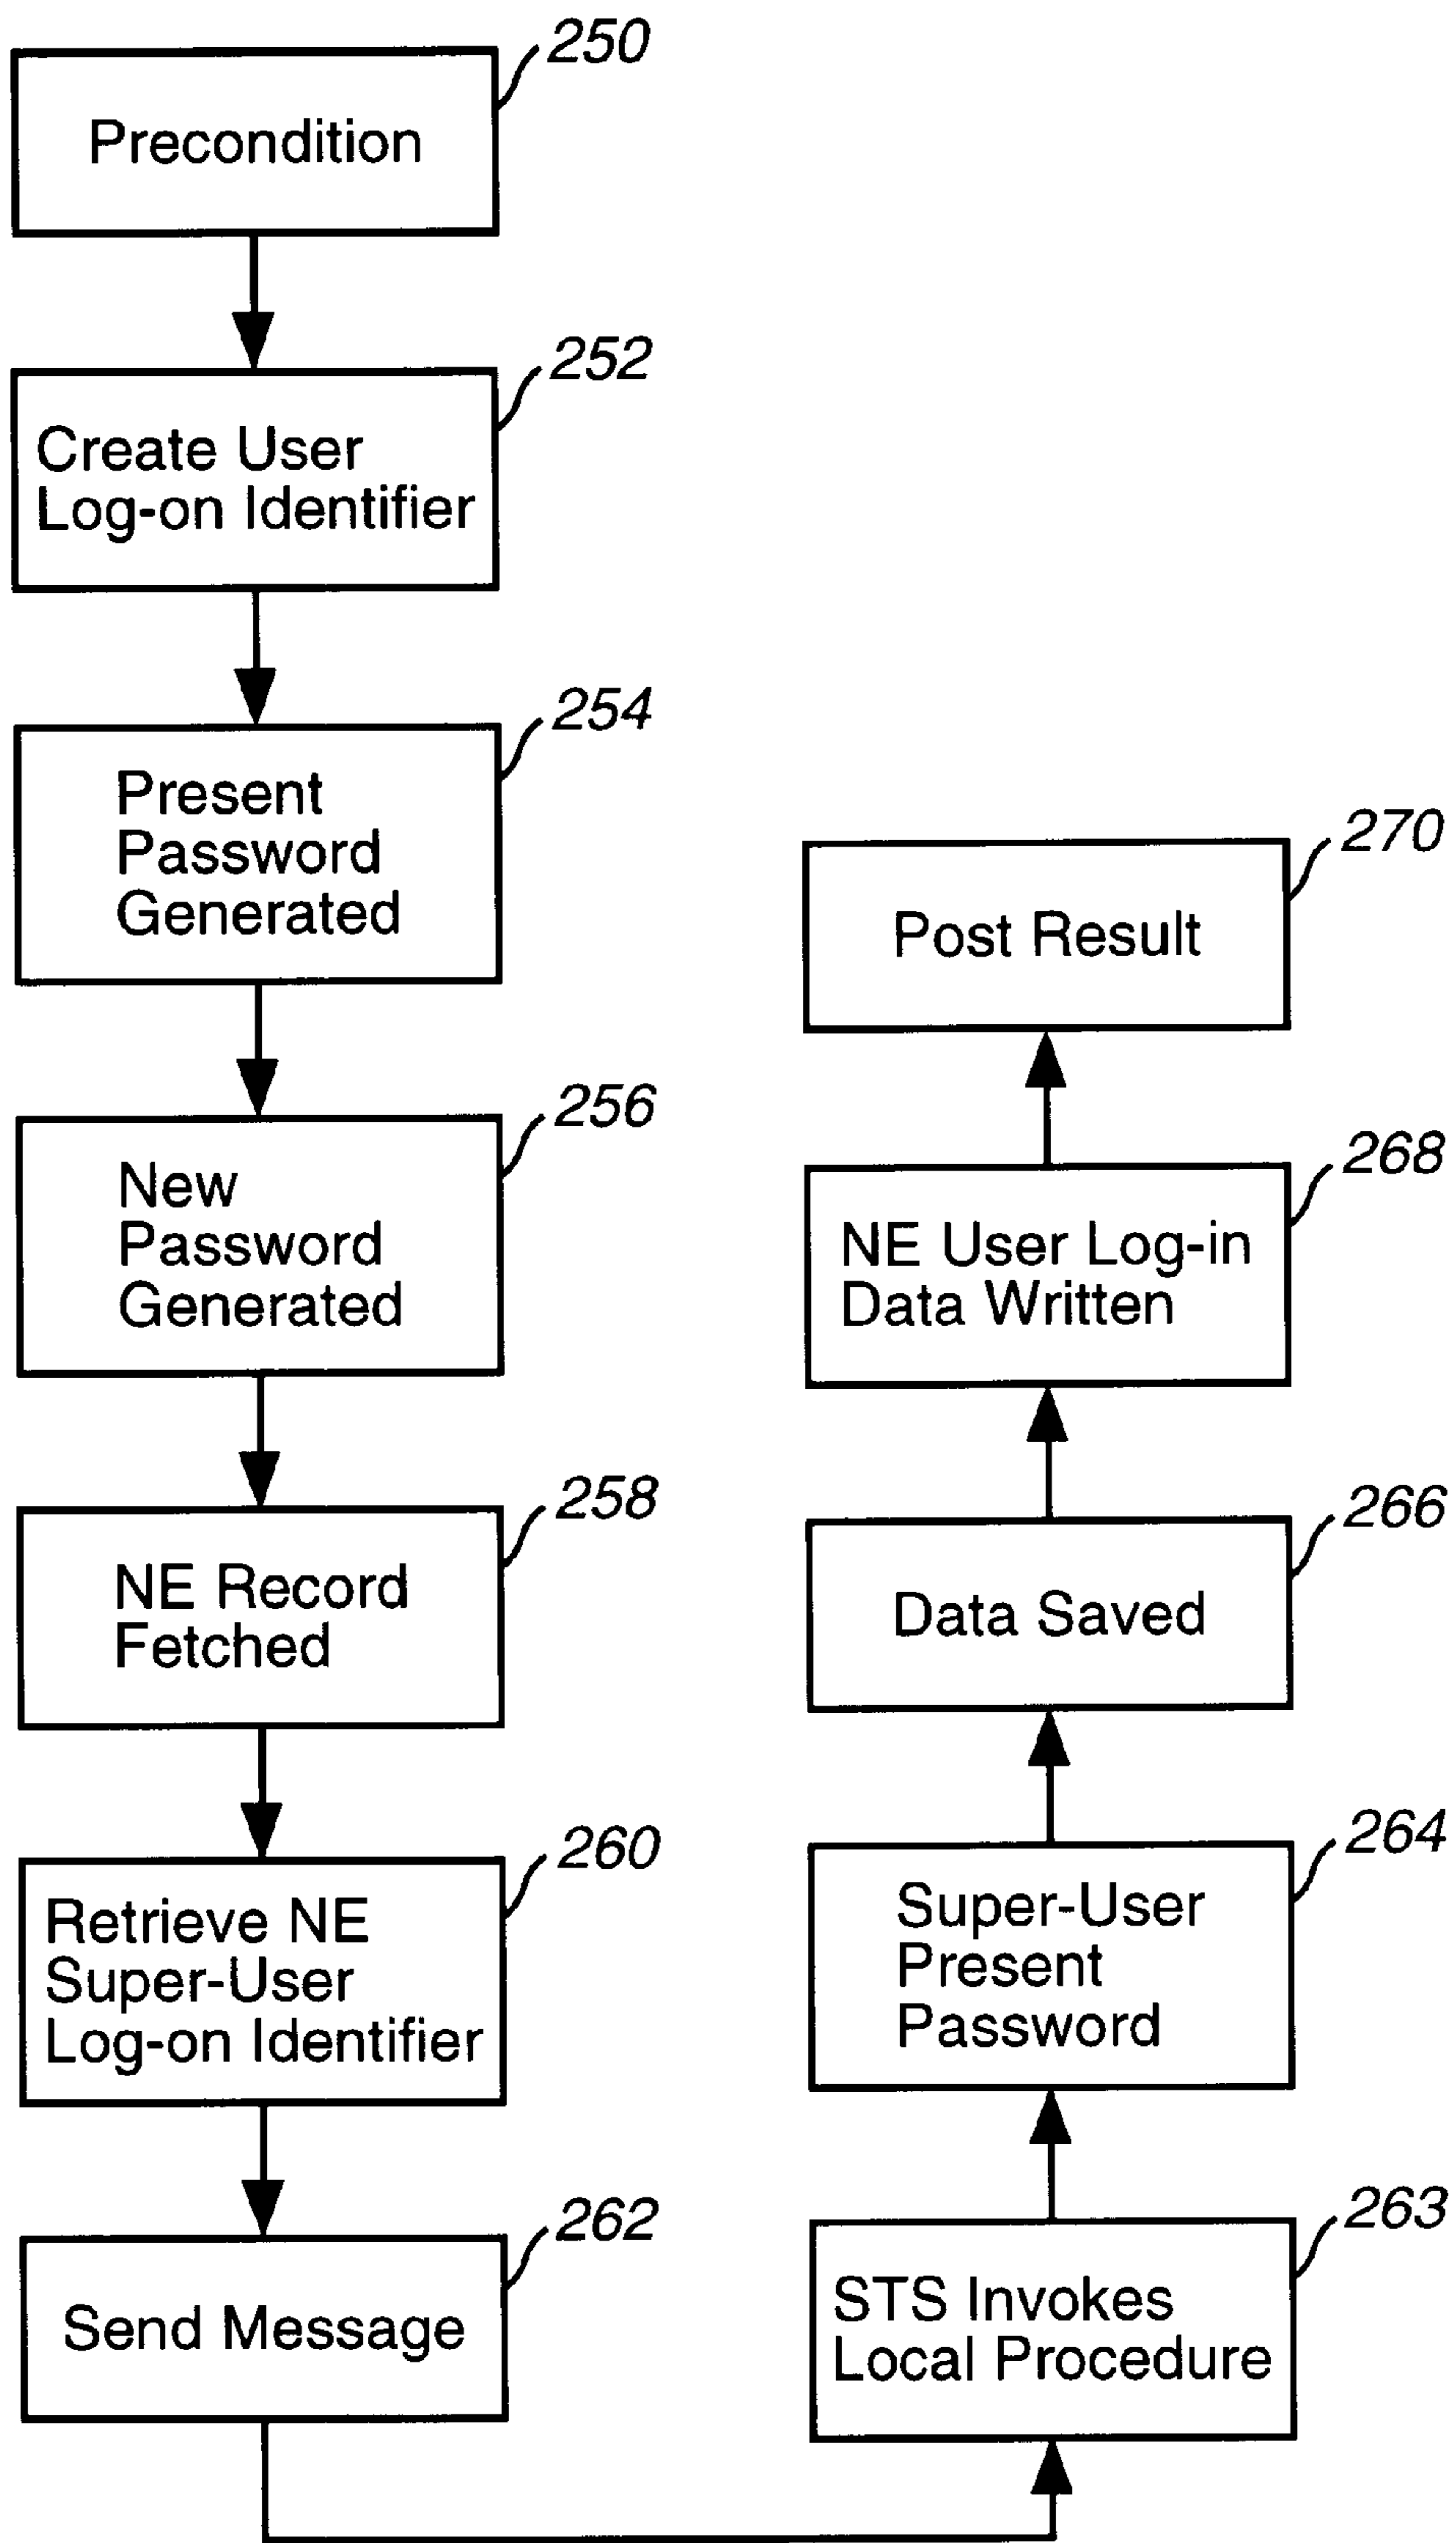 250
Precondition
252
Create User
Log-on Identifier
254
Present
Password
Generated
256
New
Password
Generated
258
NE Record
Fetched
260
Retrieve NE
Super-User
Log-on Identifier
262
Send Message
270
Post Result
268
NE User Log-in
Data Written
266
Data Saved
264
Super-User
Present
Password
263
STS Invokes
Local Procedure